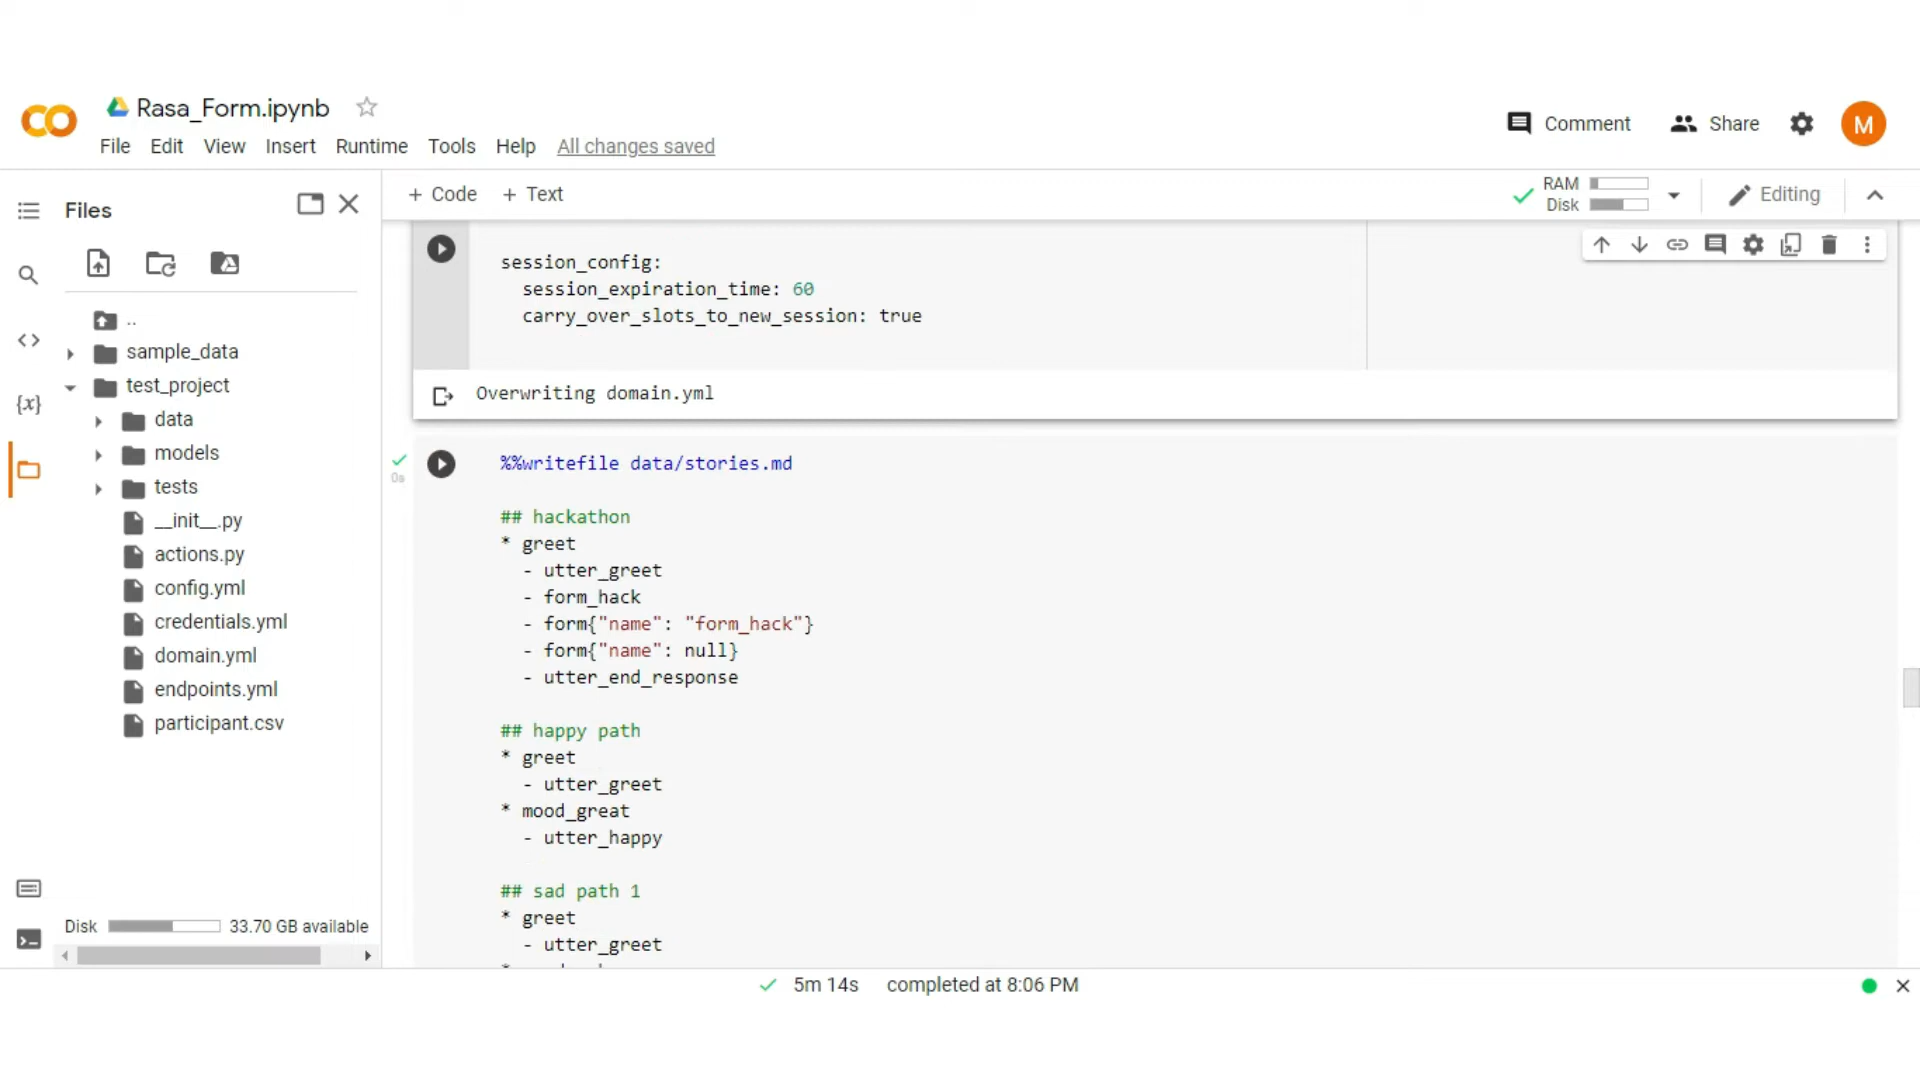 Rasa_Form.ipynb
File Edit View Insert Runtime Tools Help All changes saved
Comment Share M
Files
+ Code + Text
RAM
Disk
Editing
..
sample_data
test_project
data
models
tests
__init__.py
actions.py
config.yml
credentials.yml
domain.yml
endpoints.yml
participant.csv
Disk 33.70 GB available
session_config:
session_expiration_time: 60
carry_over_slots_to_new_session: true
Overwriting domain.yml
0s
%%writefile data/stories.md
## hackathon
* greet
- utter_greet
- form_hack
- form{"name": "form_hack"}
- form{"name": null}
- utter_end_response
## happy path
* greet
- utter_greet
* mood_great
- utter_happy
## sad path 1
* greet
- utter_greet
5m 14s completed at 8:06 PM